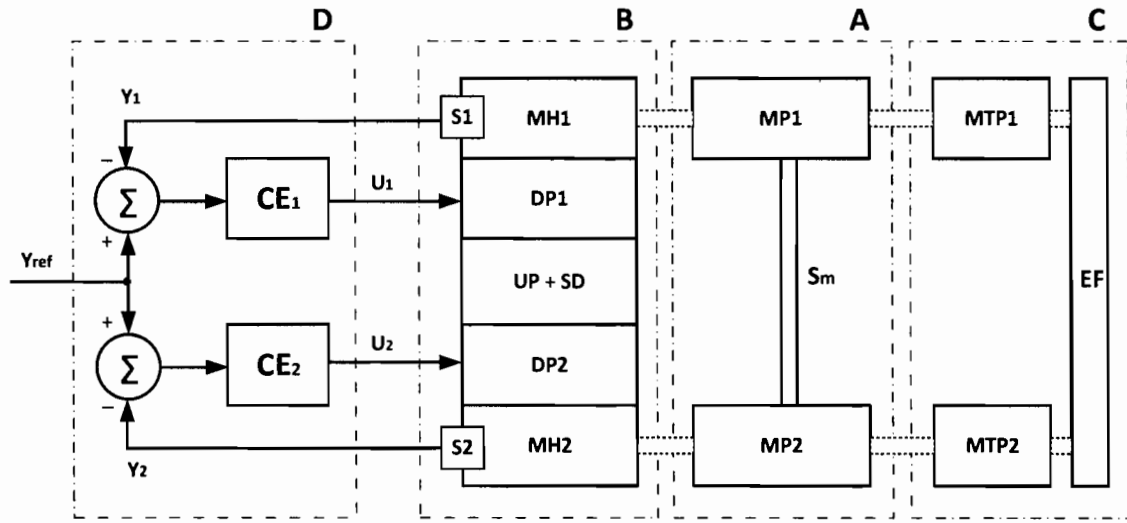 D
B
A
C
Y1
S1
MH1
MP1
MTP1
−
Σ
CE1
U1
DP1
+
Yref
UP + SD
Sm
EF
+
Σ
CE2
U2
DP2
−
Y2
S2
MH2
MP2
MTP2